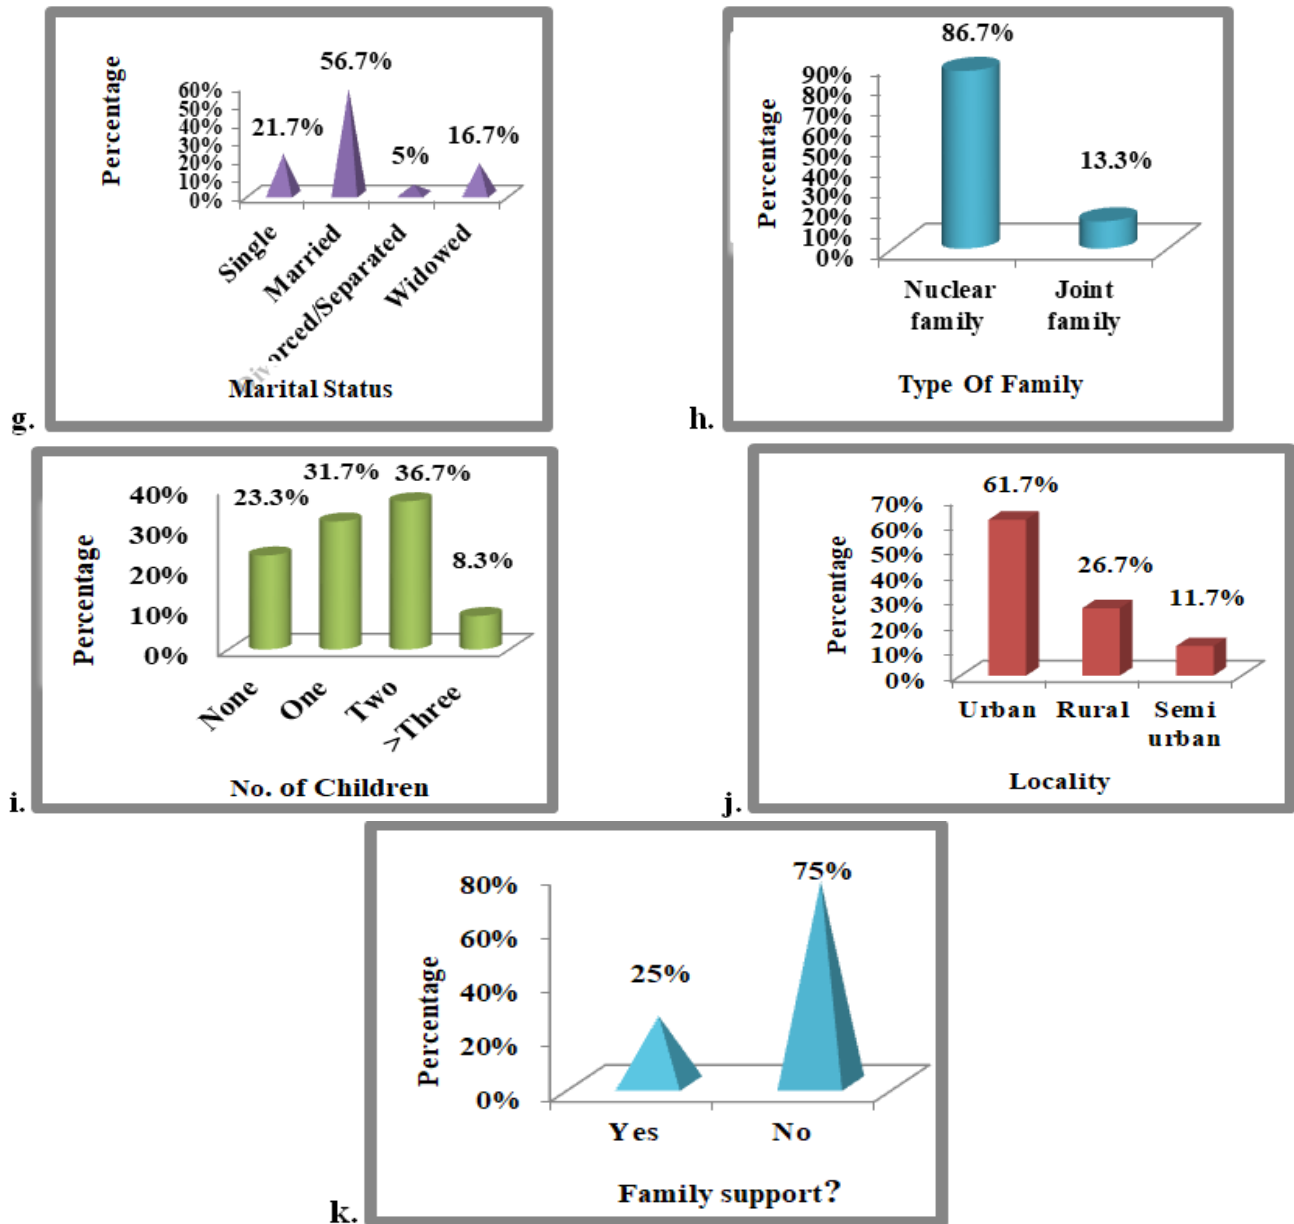 Percentage
60%
50%
40%
30%
20%
10%
0%
21.7%
56.7%
5%
16.7%
Single
Married
Divorced/Separated
Widowed
Marital Status
g.
Percentage
90%
80%
70%
60%
50%
40%
30%
20%
10%
0%
86.7%
13.3%
Nuclear
family
Joint
family
Type Of Family
h.
Percentage
40%
30%
20%
10%
0%
23.3%
31.7%
36.7%
8.3%
None
One
Two
>Three
No. of Children
i.
Percentage
70%
60%
50%
40%
30%
20%
10%
0%
61.7%
26.7%
11.7%
Urban
Rural
Semi
urban
Locality
j.
Percentage
80%
60%
40%
20%
0%
25%
75%
Yes
No
Family support?
k.